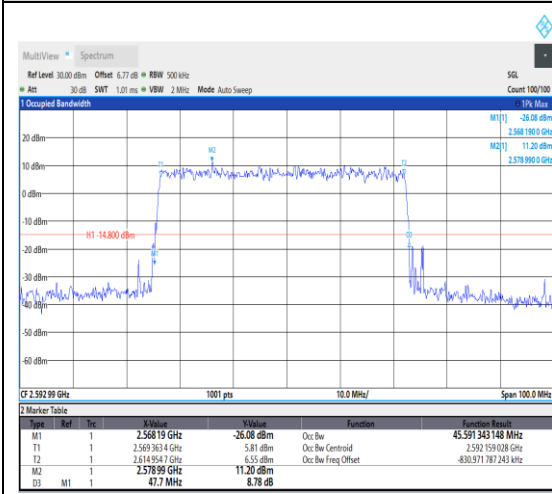 MultiView Spectrum
Ref Level 30.00 dBm Offset 6.77 dB RBW 500 kHz SGL
Att 30 dB SWT 1.01 ms VBW 2 MHz Mode Auto Sweep Count 100/100
1 Occupied Bandwidth 1Pk Max
M1[1] -26.08 dBm
2.568 190 0 GHz
M2[1] 11.20 dBm
2.578 990 0 GHz
20 dBm
M2
T1 T2
10 dBm
0 dBm
-10 dBm
H1 -14.800 dBm
D3
-20 dBm
M1
-30 dBm
-40 dBm
-50 dBm
-60 dBm
CF 2.592 99 GHz 1001 pts 10.0 MHz/ Span 100.0 MHz
2 Marker Table
Type Ref Trc X-Value Y-Value Function Function Result
M1 1 2.568 19 GHz -26.08 dBm Occ Bw 45.591 343 148 MHz
T1 1 2.569 363 4 GHz 5.81 dBm Occ Bw Centroid 2.592 159 028 GHz
T2 1 2.614 954 7 GHz 6.55 dBm Occ Bw Freq Offset -830.971 787 243 kHz
M2 1 2.578 99 GHz 11.20 dBm
D3 M1 1 47.7 MHz 8.78 dB